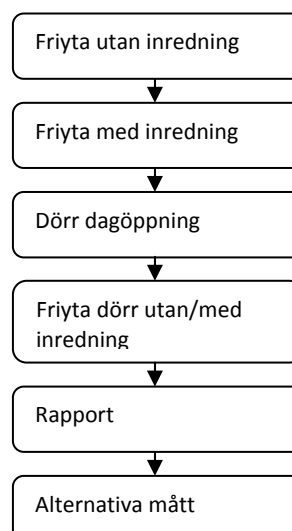 Friyta utan inredning
Friyta med inredning
Dörr dagöppning
Friyta dörr utan/med
inredning
Rapport
Alternativa mått